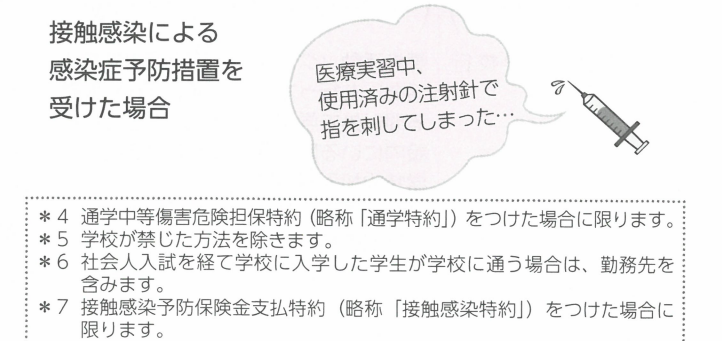 接触感染による
感染症予防措置を
受けた場合
医療実習中、
使用済みの注射針で
指を刺してしまった…
＊4 通学中等傷害危険担保特約（略称「通学特約」）をつけた場合に限ります。
＊5 学校が禁じた方法を除きます。
＊6 社会人入試を経て学校に入学した学生が学校に通う場合は、勤務先を
含みます。
＊7 接触感染予防保険金支払特約（略称「接触感染特約」）をつけた場合に
限ります。